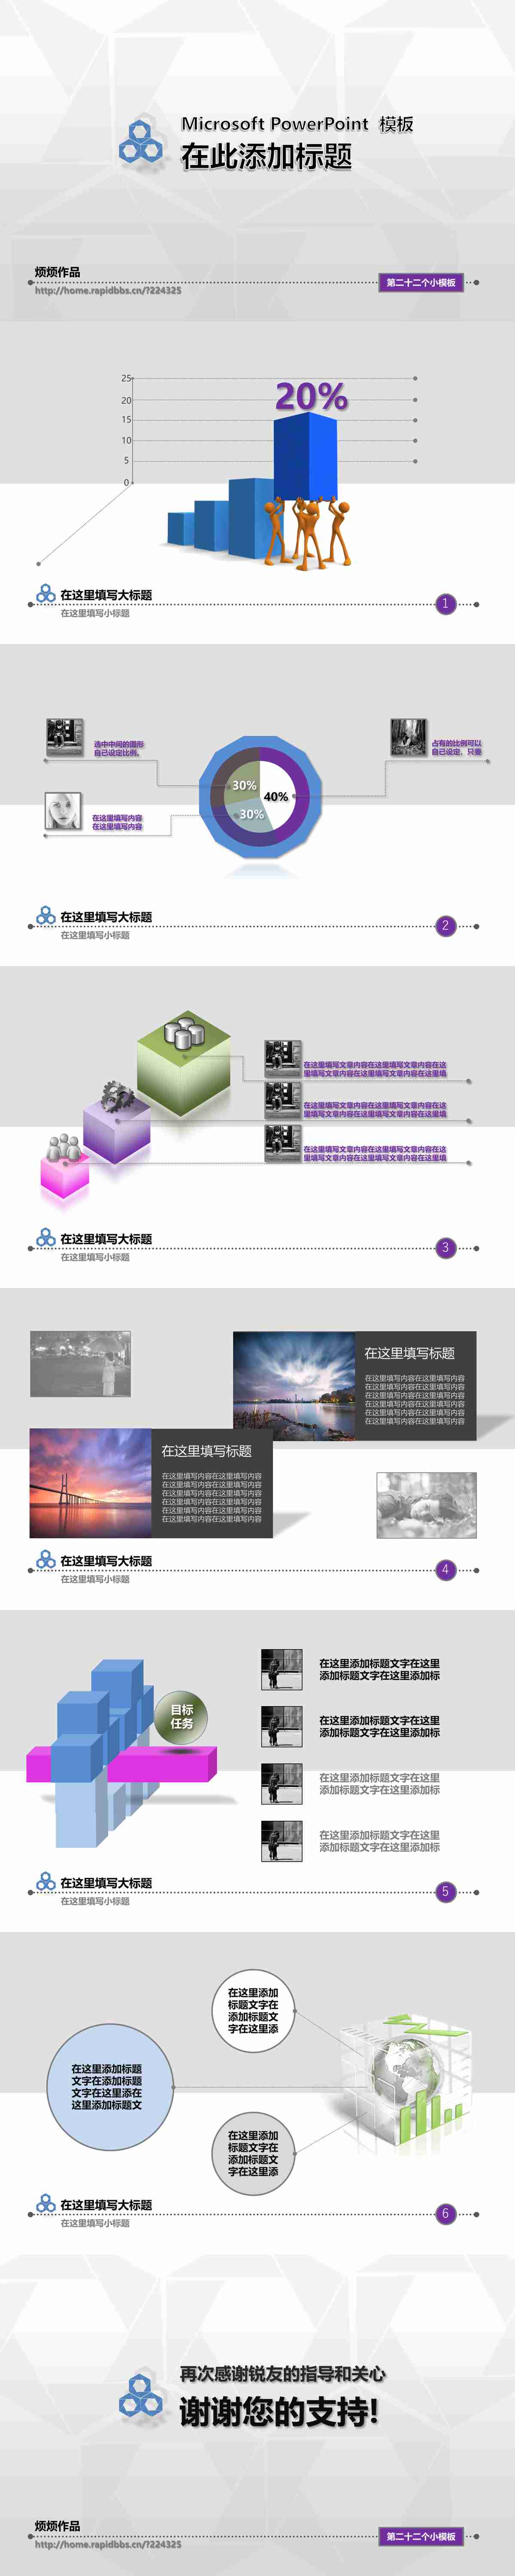 Microsoft PowerPoint 模板
在此添加标题
烦烦作品
http://home.rapidbbs.cn/?224325
第二十二个小模板
25
20%
20
15
10
5
0
在这里填写大标题
1
在这里填写小标题
选中中间的图形
自己设定比例。
占有的比例可以
自己设定，只要
30%
40%
30%
在这里填写内容
在这里填写内容
在这里填写大标题
2
在这里填写小标题
在这里填写文章内容在这里填写文章内容在这
里填写文章内容在这里填写文章内容在这里填
在这里填写文章内容在这里填写文章内容在这
里填写文章内容在这里填写文章内容在这里填
在这里填写文章内容在这里填写文章内容在这
里填写文章内容在这里填写文章内容在这里填
在这里填写大标题
3
在这里填写小标题
在这里填写标题
在这里填写内容在这里填写内容
在这里填写内容在这里填写内容
在这里填写内容在这里填写内容
在这里填写内容在这里填写内容
在这里填写内容在这里填写内容
在这里填写内容在这里填写内容
在这里填写标题
在这里填写内容在这里填写内容
在这里填写内容在这里填写内容
在这里填写内容在这里填写内容
在这里填写内容在这里填写内容
在这里填写内容在这里填写内容
在这里填写内容在这里填写内容
在这里填写大标题
4
在这里填写小标题
目标
任务
在这里添加标题文字在这里
添加标题文字在这里添加标
在这里添加标题文字在这里
添加标题文字在这里添加标
在这里添加标题文字在这里
添加标题文字在这里添加标
在这里添加标题文字在这里
添加标题文字在这里添加标
在这里填写大标题
5
在这里填写小标题
在这里添加
标题文字在
添加标题文
字在这里添
在这里添加标题
文字在添加标题
文字在这里添在
这里添加标题文
在这里添加
标题文字在
添加标题文
字在这里添
在这里填写大标题
6
在这里填写小标题
再次感谢锐友的指导和关心
谢谢您的支持!
烦烦作品
http://home.rapidbbs.cn/?224325
第二十二个小模板